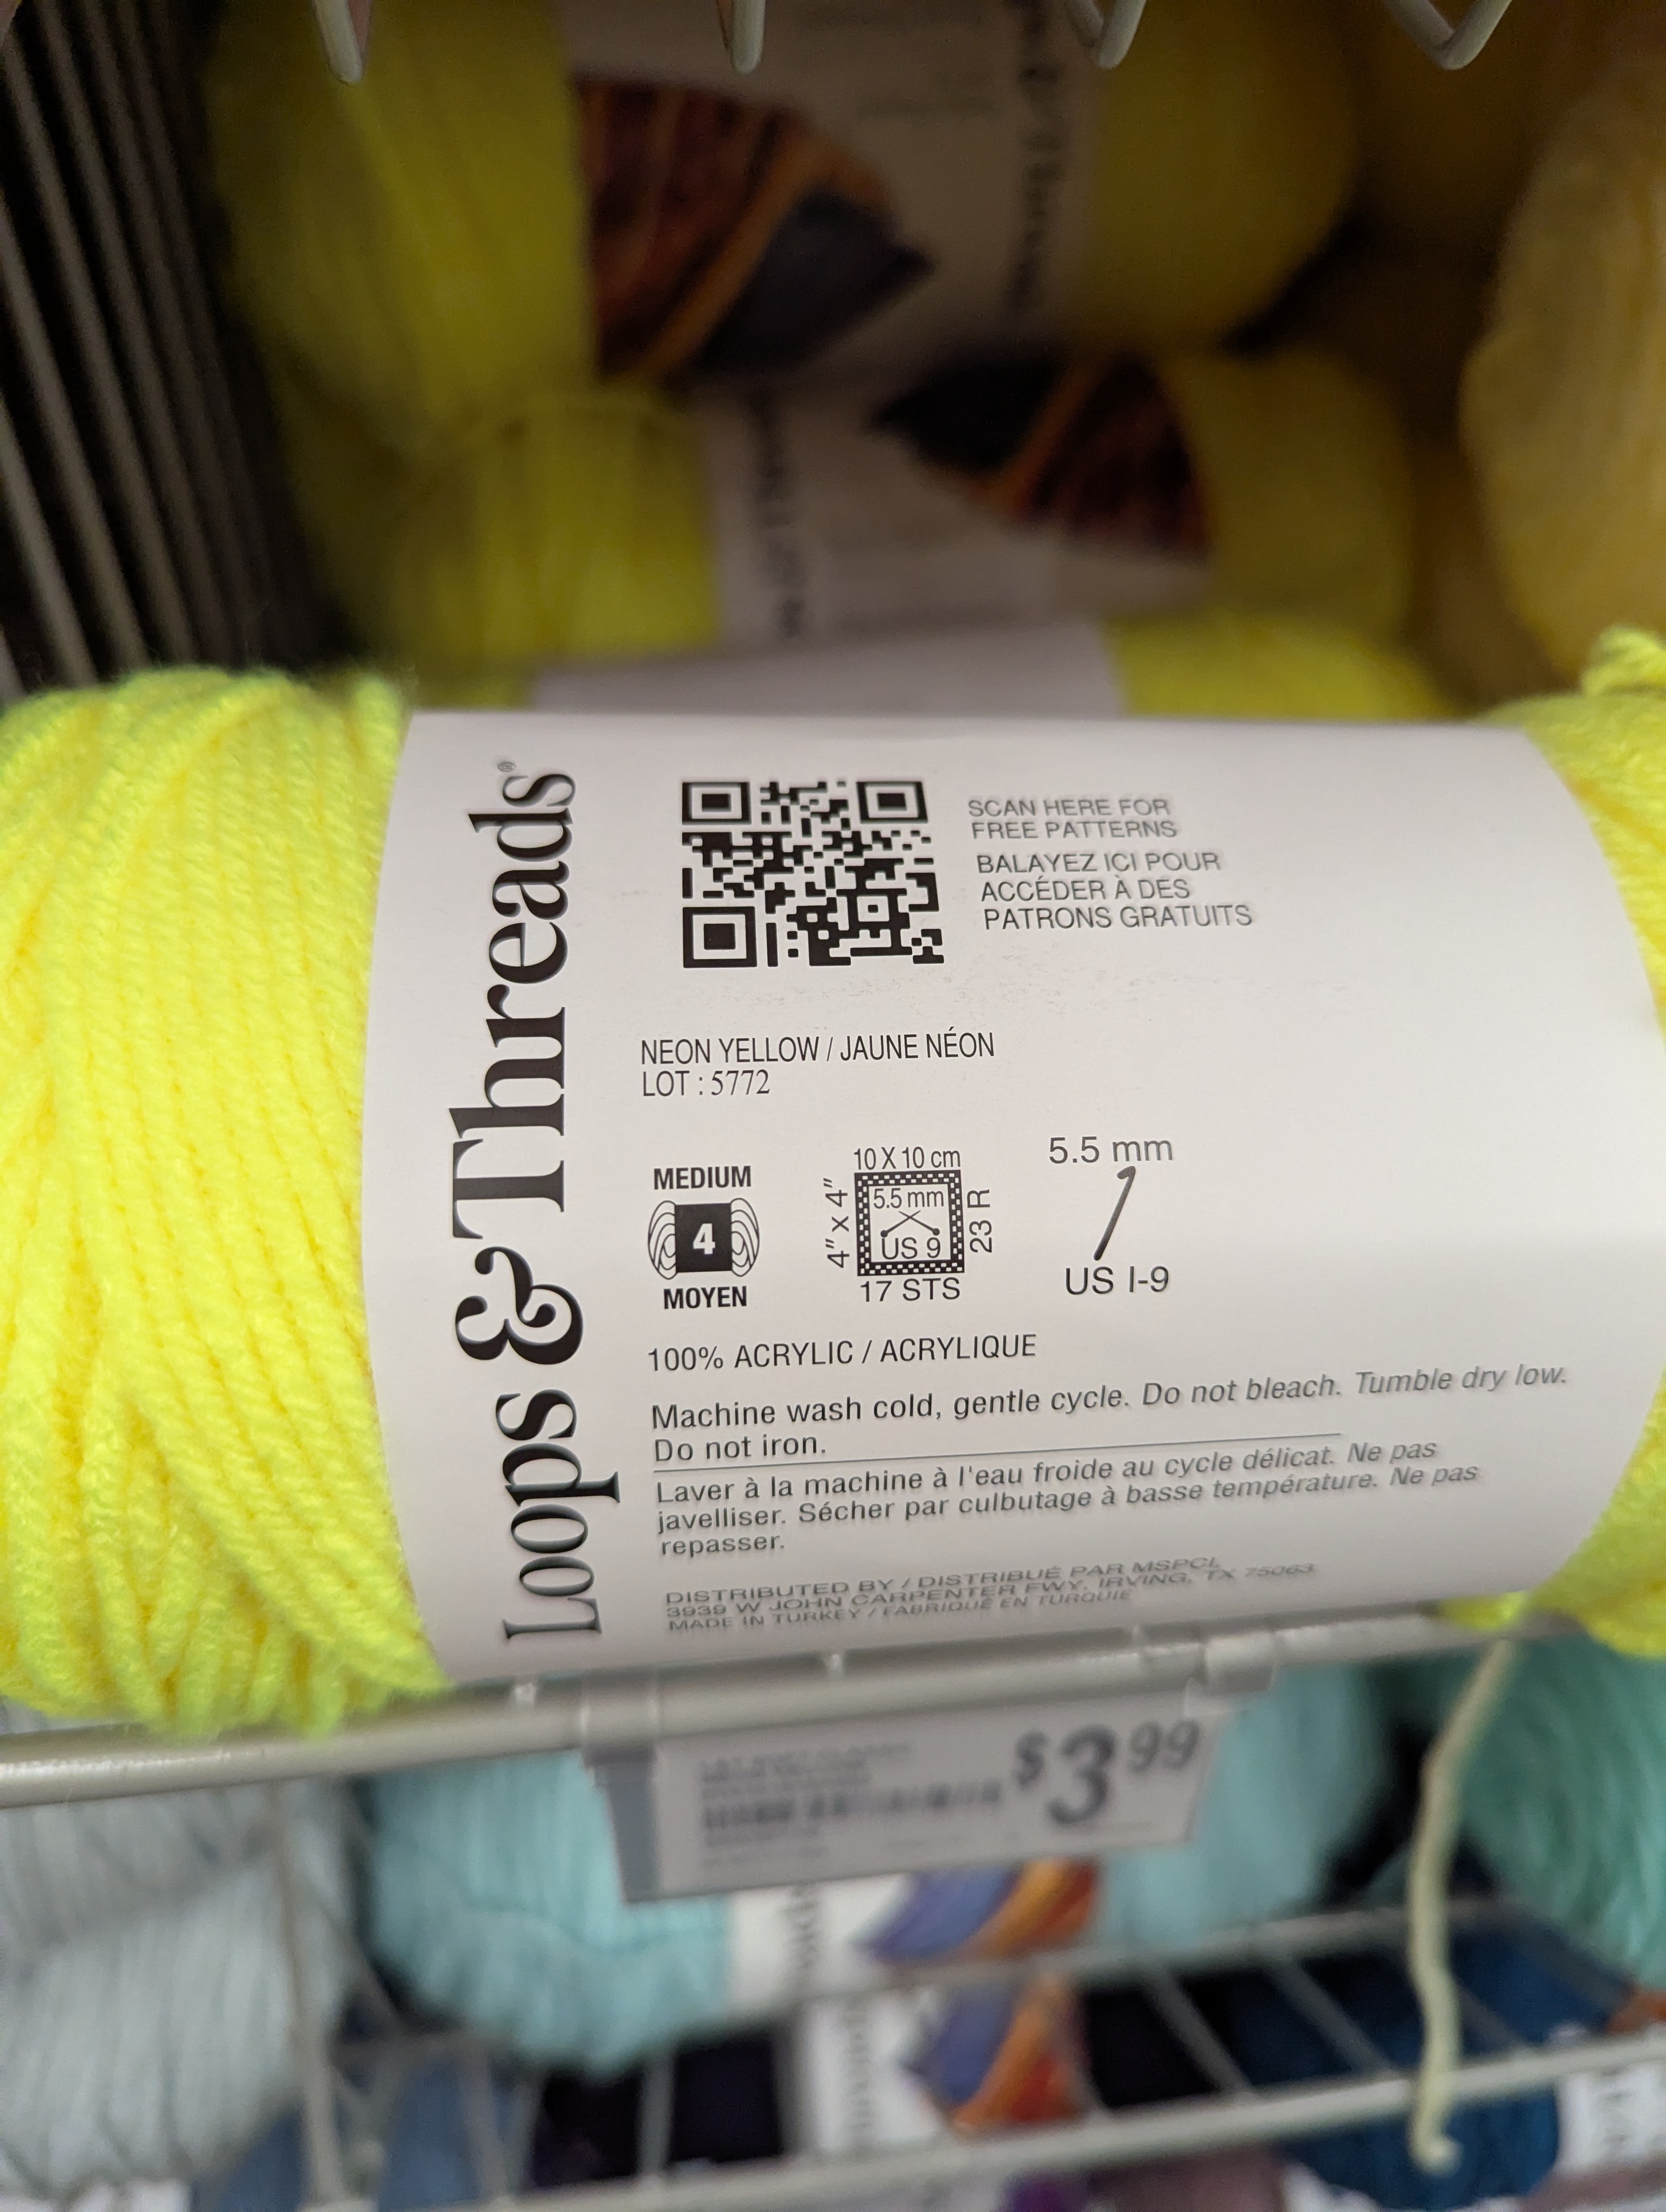 Loops & Threads®
SCAN HERE FOR
FREE PATTERNS
BALAYEZ ICI POUR
ACCÉDER À DES
PATRONS GRATUITS
NEON YELLOW / JAUNE NÉON
LOT : 5772
MEDIUM
4
MOYEN
10 X 10 cm
4" x 4"
5.5 mm
US 9
23 R
17 STS
5.5 mm
US I-9
100% ACRYLIC / ACRYLIQUE
Machine wash cold, gentle cycle. Do not bleach. Tumble dry low.
Do not iron.
Laver à la machine à l'eau froide au cycle délicat. Ne pas
javelliser. Sécher par culbutage à basse température. Ne pas
repasser.
DISTRIBUTED BY / DISTRIBUÉ PAR MSPCI,
3939 W JOHN CARPENTER FWY, IRVING, TX 75063
MADE IN TURKEY / FABRIQUÉ EN TURQUIE
$3 99